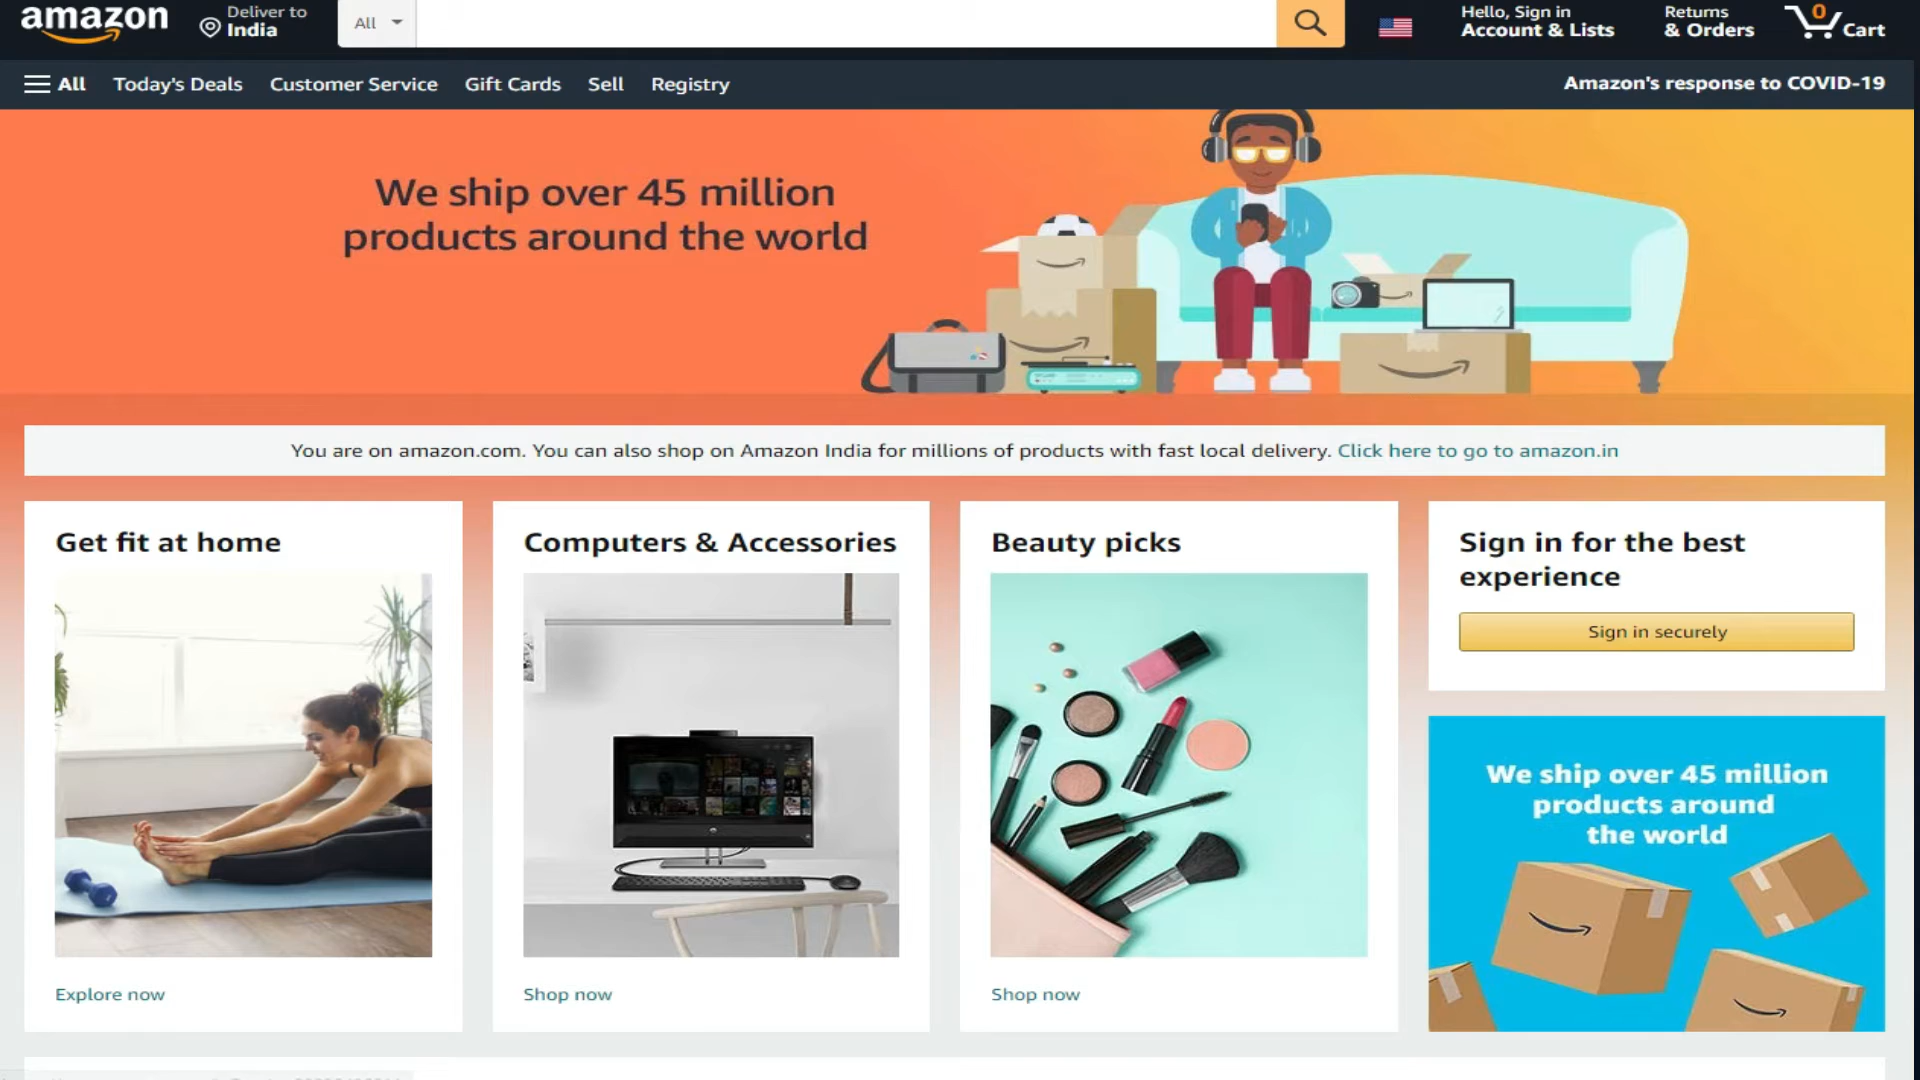 amazon
Deliver to
India
All
Hello, Sign in
Account & Lists
Returns
& Orders
0
Cart
All
Today's Deals
Customer Service
Gift Cards
Sell
Registry
Amazon's response to COVID-19
We ship over 45 million
products around the world
You are on amazon.com. You can also shop on Amazon India for millions of products with fast local delivery. Click here to go to amazon.in
Get fit at home
Computers & Accessories
Beauty picks
Sign in for the best
experience
Sign in securely
We ship over 45 million
products around
the world
Explore now
Shop now
Shop now